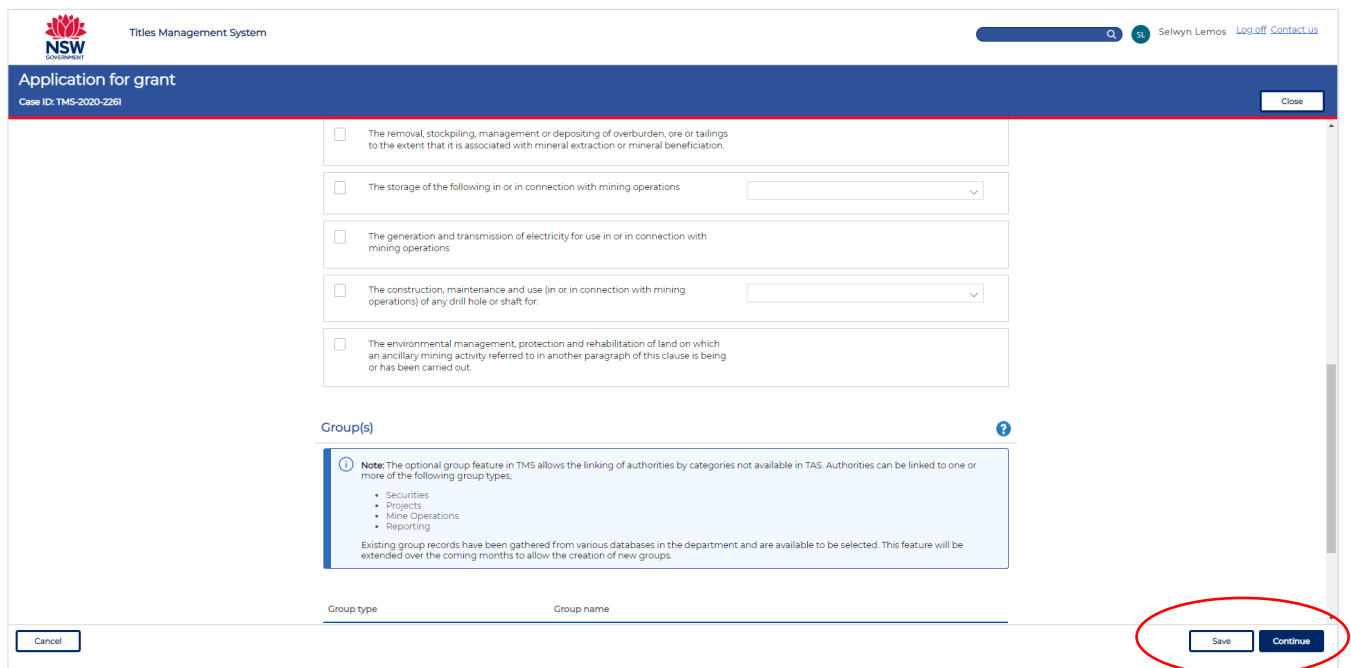 NSW
GOVERNMENT
Titles Management System
SL
Selwyn Lemos
Log off Contact us
Application for grant
Case ID: TMS-2020-2261
Close
The removal, stockpiling, management or depositing of overburden, ore or tailings
to the extent that it is associated with mineral extraction or mineral beneficiation.
The storage of the following in or in connection with mining operations
The generation and transmission of electricity for use in or in connection with
mining operations
The construction, maintenance and use (in or in connection with mining
operations) of any drill hole or shaft for:
The environmental management, protection and rehabilitation of land on which
an ancillary mining activity referred to in another paragraph of this clause is being
or has been carried out.
Group(s)
?
i
Note: The optional group feature in TMS allows the linking of authorities by categories not available in TAS. Authorities can be linked to one or
more of the following group types;
• Securities
• Projects
• Mine Operations
• Reporting
Existing group records have been gathered from various databases in the department and are available to be selected. This feature will be
extended over the coming months to allow the creation of new groups.
Group type Group name
Cancel
Save
Continue